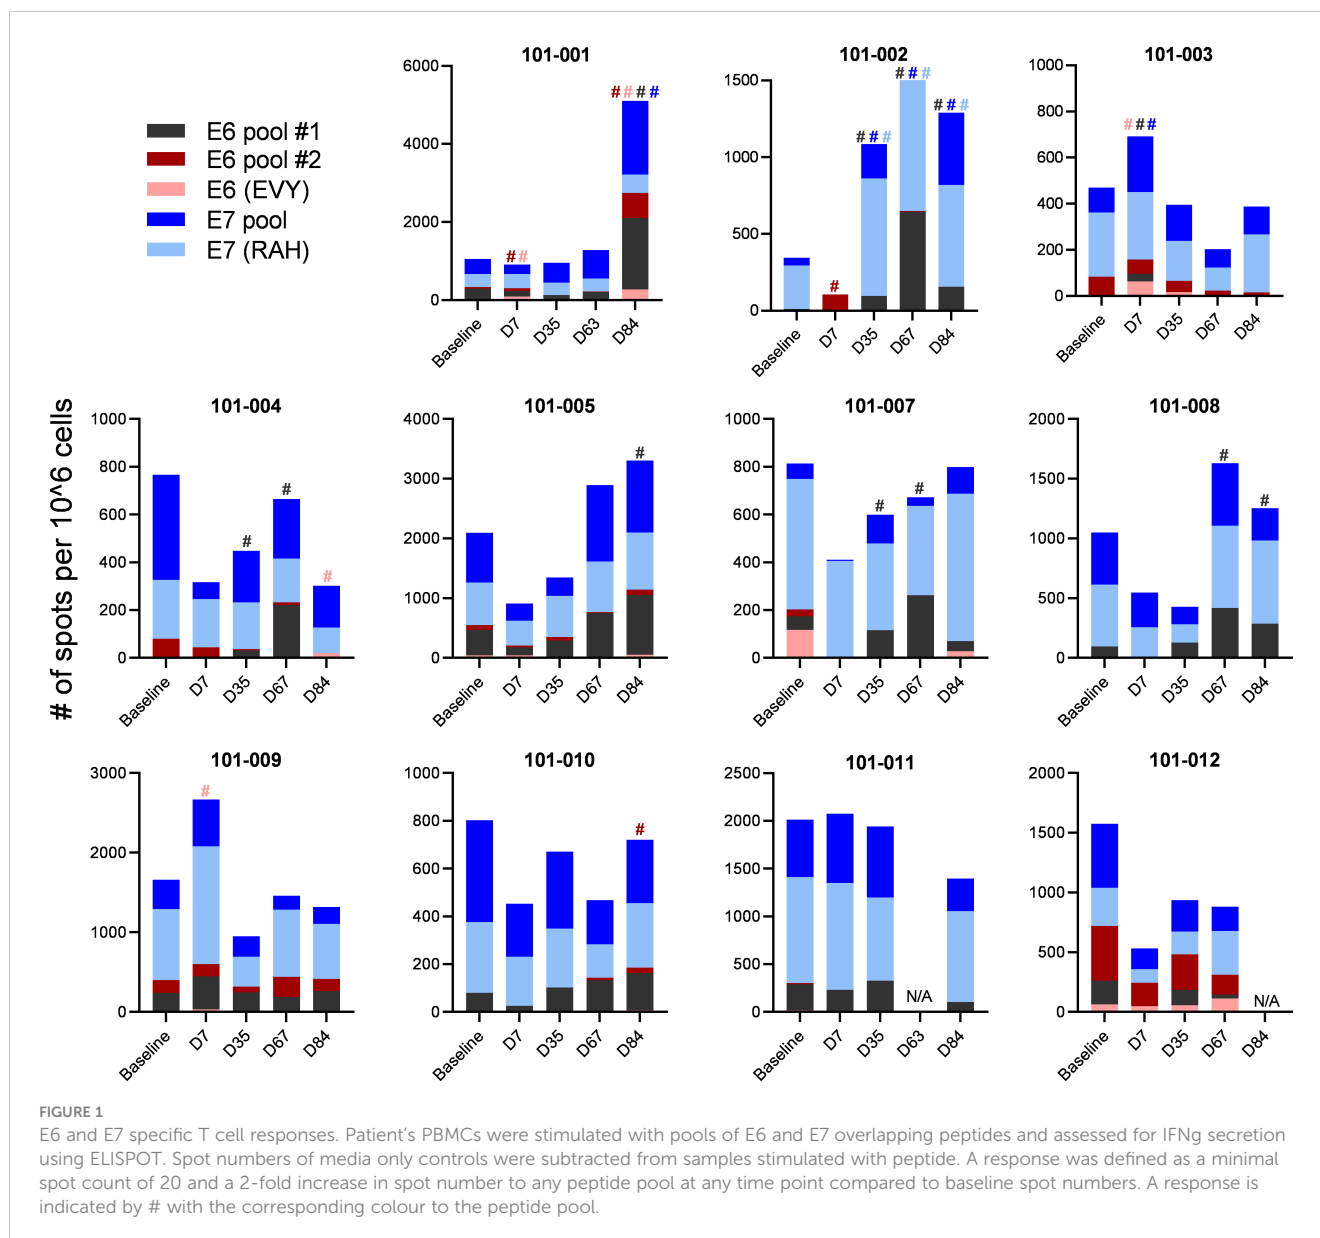 E6 pool #1
E6 pool #2
E6 (EVY)
E7 pool
E7 (RAH)
# of spots per 10^6 cells
101-001
6000
4000
2000
0
## #### 
Baseline D7 D35 D63 D84
101-002
1500
1000
500
0
# ### ### ###
Baseline D7 D35 D67 D84
101-003
1000
800
600
400
200
0
###
Baseline D7 D35 D67 D84
101-004
1000
800
600
400
200
0
# # #
Baseline D7 D35 D67 D84
101-005
4000
3000
2000
1000
0
#
Baseline D7 D35 D67 D84
101-007
1000
800
600
400
200
0
# #
Baseline D7 D35 D67 D84
101-008
2000
1500
1000
500
0
# #
Baseline D7 D35 D67 D84
101-009
3000
2000
1000
0
#
Baseline D7 D35 D67 D84
101-010
1000
800
600
400
200
0
#
Baseline D7 D35 D67 D84
101-011
2500
2000
1500
1000
500
0
N/A
Baseline D7 D35 D63 D84
101-012
2000
1500
1000
500
0
N/A
Baseline D7 D35 D67 D84
FIGURE 1
E6 and E7 specific T cell responses. Patient's PBMCs were stimulated with pools of E6 and E7 overlapping peptides and assessed for IFNg secretion
using ELISPOT. Spot numbers of media only controls were subtracted from samples stimulated with peptide. A response was defined as a minimal
spot count of 20 and a 2-fold increase in spot number to any peptide pool at any time point compared to baseline spot numbers. A response is
indicated by # with the corresponding colour to the peptide pool.